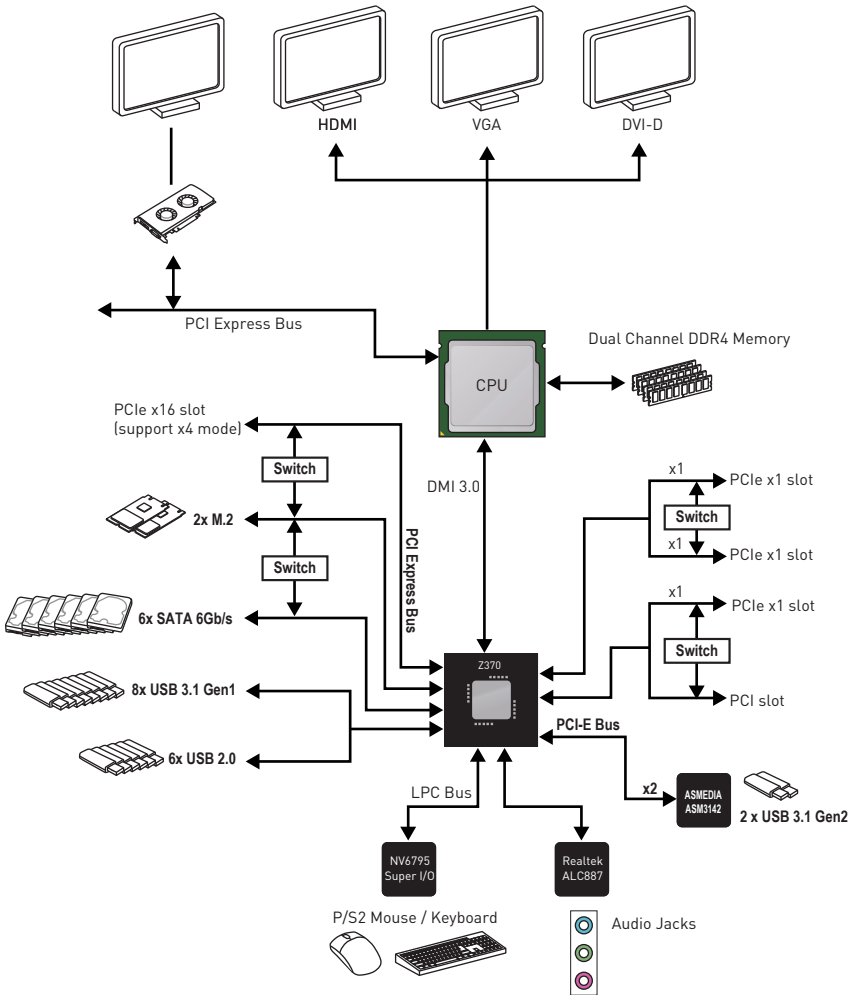 HDMI
VGA
DVI-D
PCI Express Bus
CPU
Dual Channel DDR4 Memory
PCIe x16 slot
(support x4 mode)
Switch
2x M.2
Switch
6x SATA 6Gb/s
8x USB 3.1 Gen1
6x USB 2.0
PCI Express Bus
DMI 3.0
x1
PCIe x1 slot
Switch
x1
PCIe x1 slot
x1
PCIe x1 slot
Switch
PCI slot
Z370
PCI-E Bus
x2
ASMEDIA
ASM3142
2 x USB 3.1 Gen2
LPC Bus
NV6795
Super I/O
Realtek
ALC887
P/S2 Mouse / Keyboard
Audio Jacks